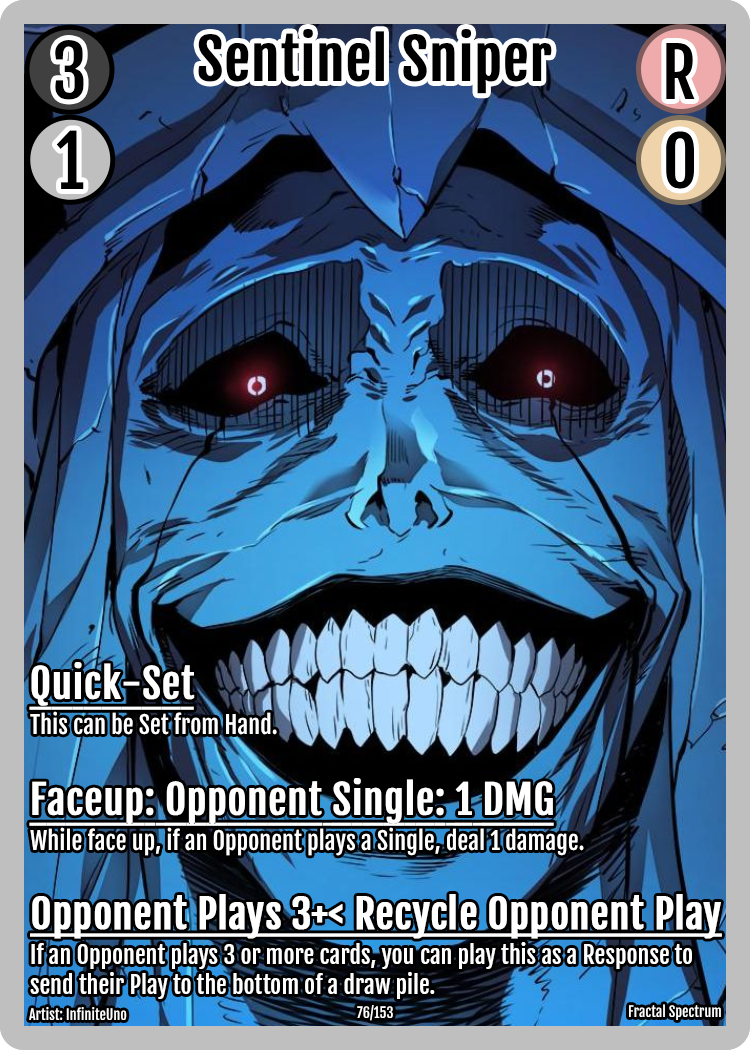 3
Sentinel Sniper
R
1
O
Quick-Set
This can be Set from Hand.
Faceup: Opponent Single: 1 DMG
While face up, if an Opponent plays a Single, deal 1 damage.
Opponent Plays 3+< Recycle Opponent Play
If an Opponent plays 3 or more cards, you can play this as a Response to
send their Play to the bottom of a draw pile.
Artist: InfiniteUno
76/153
Fractal Spectrum